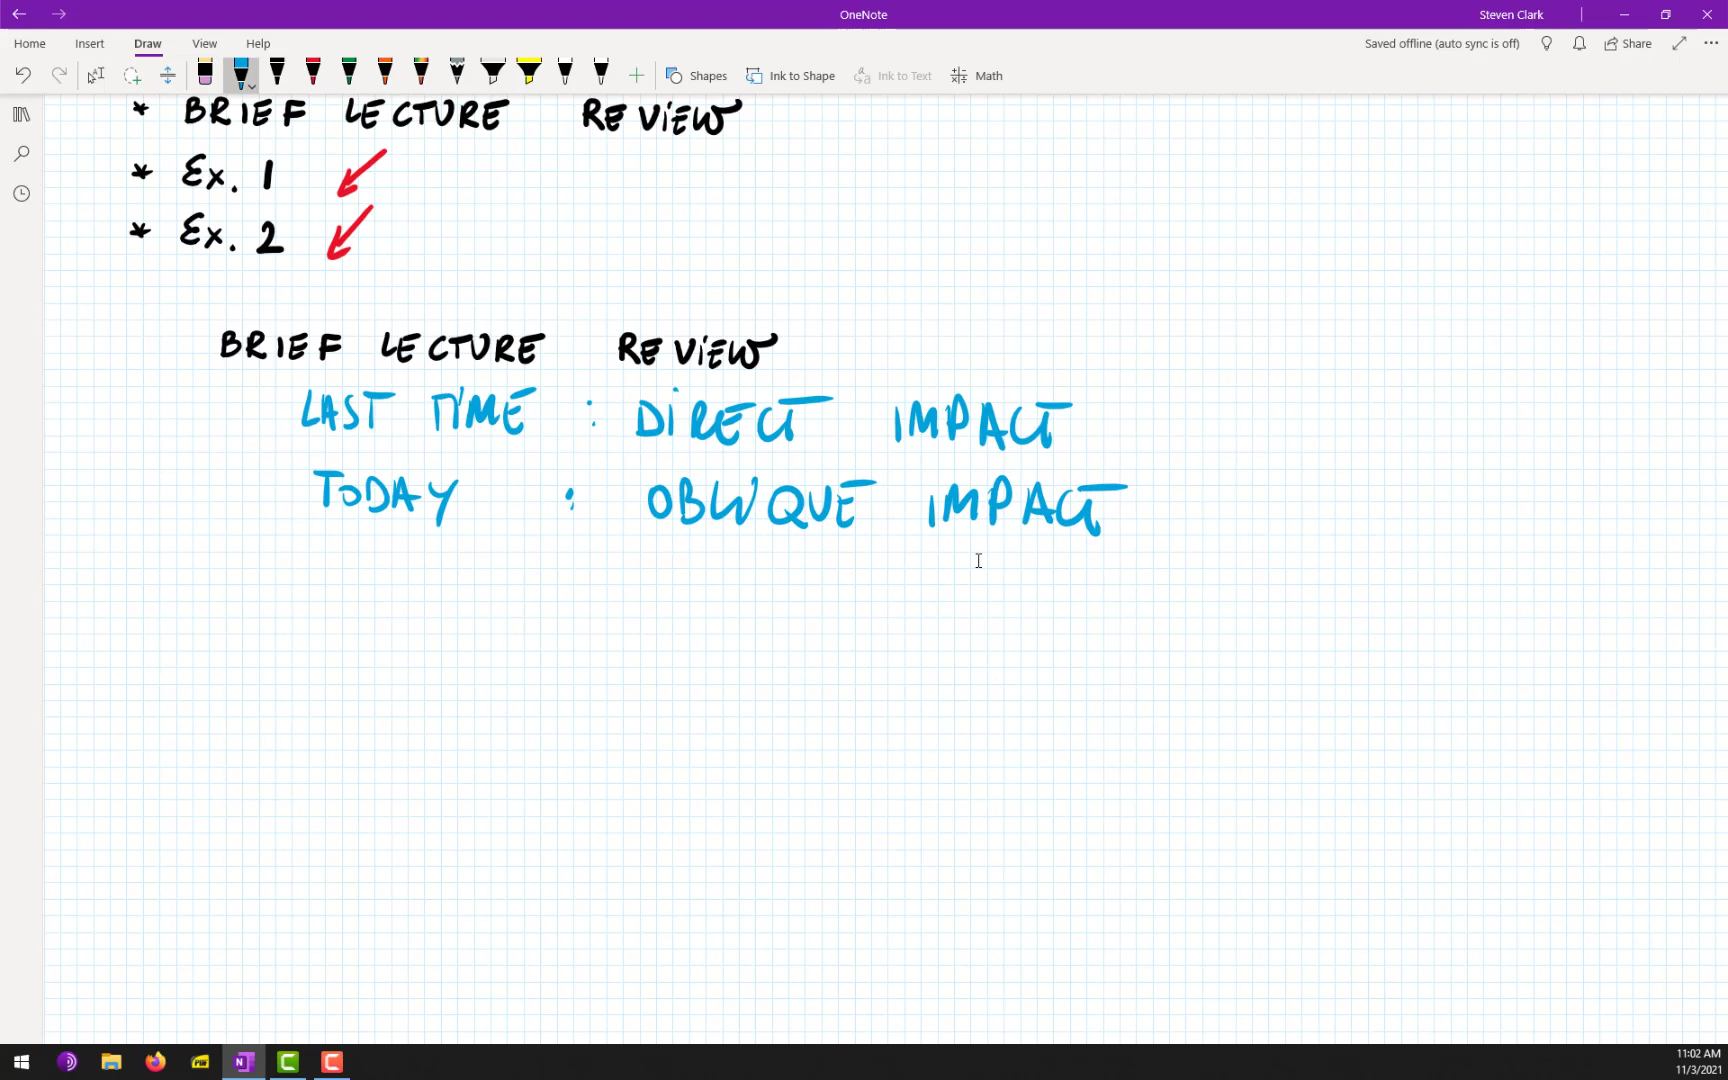 OneNote
Steven Clark
Home Insert Draw View Help
Saved offline (auto sync is off)
Share
Shapes
Ink to Shape
Ink to Text
Math
* BRIEF LECTURE REVIEW
* Ex. 1
* Ex. 2
BRIEF LECTURE REVIEW
LAST TIME : DIRECT IMPACT
TODAY : OBLIQUE IMPACT
11:02 AM
11/3/2021